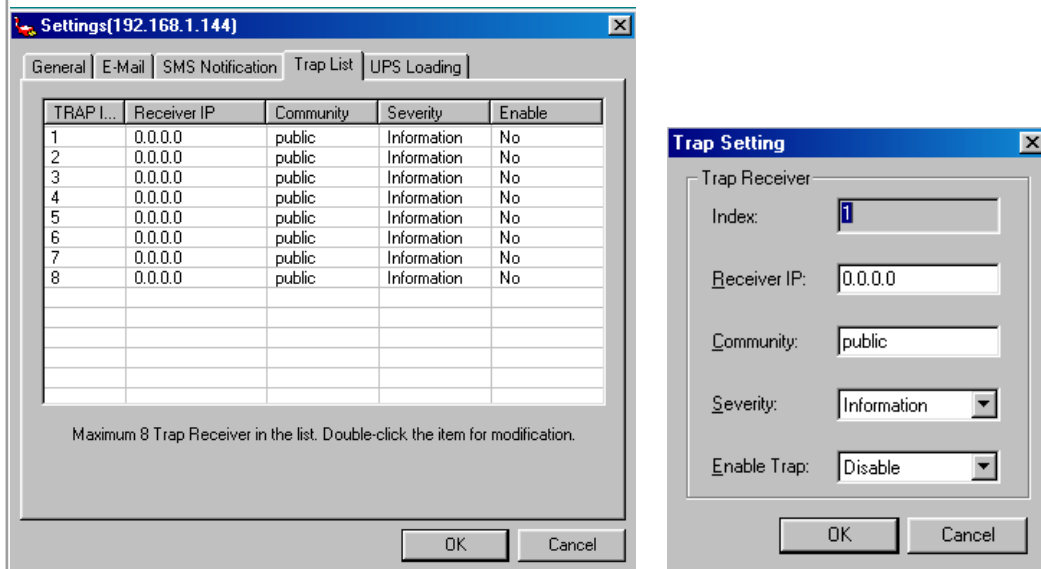 Settings(192.168.1.144)
General E-Mail SMS Notification Trap List UPS Loading
TRAP I... Receiver IP Community Severity Enable
1 0.0.0.0 public Information No
2 0.0.0.0 public Information No
3 0.0.0.0 public Information No
4 0.0.0.0 public Information No
5 0.0.0.0 public Information No
6 0.0.0.0 public Information No
7 0.0.0.0 public Information No
8 0.0.0.0 public Information No
Maximum 8 Trap Receiver in the list. Double-click the item for modification.
OK Cancel
Trap Setting
Trap Receiver
Index: 1
Receiver IP: 0.0.0.0
Community: public
Severity: Information
Enable Trap: Disable
OK Cancel